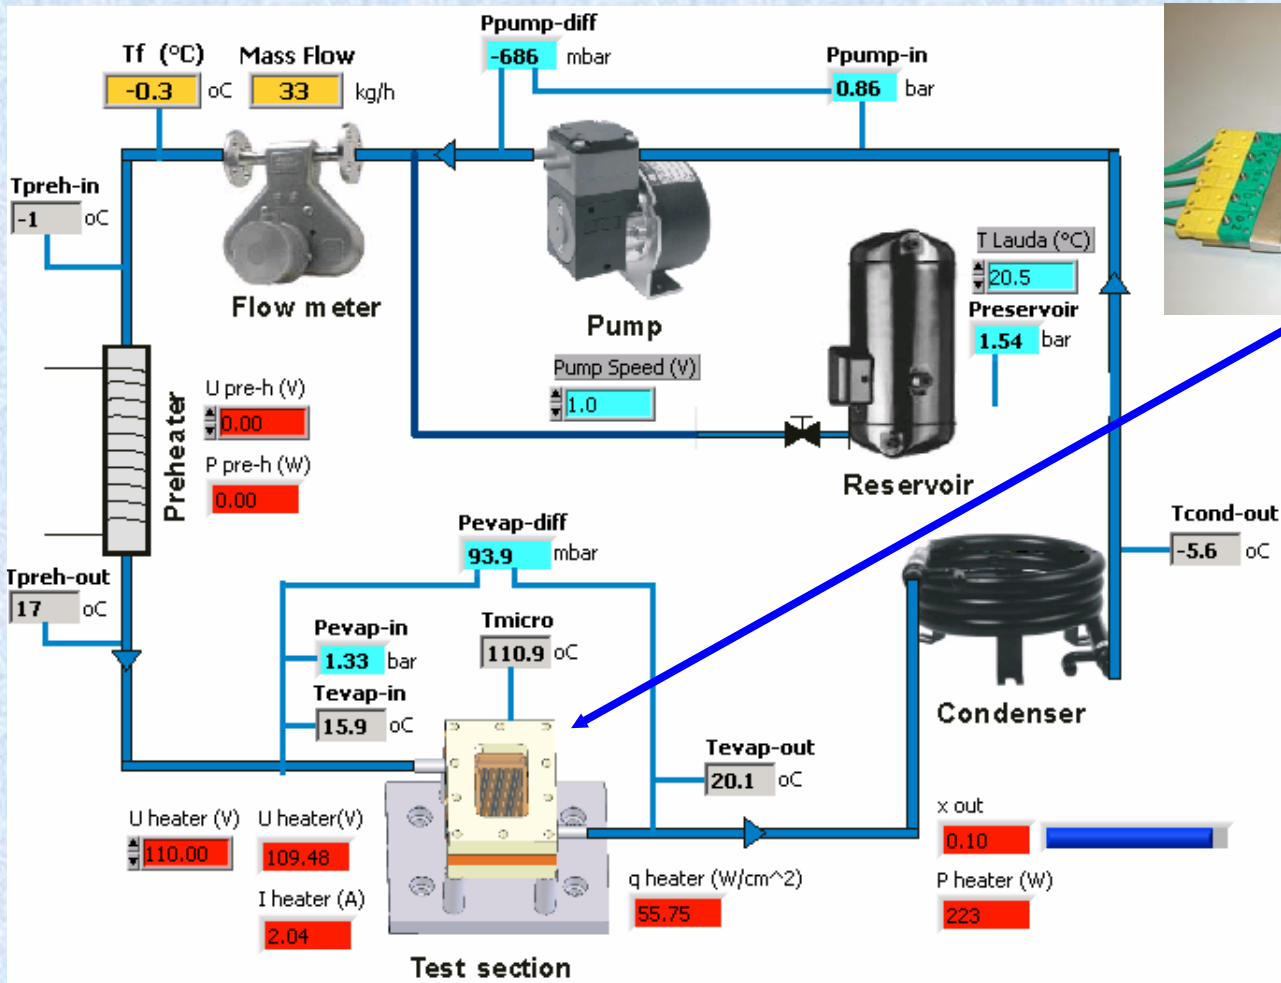 Ppump-diff
-686 mbar
Tf (°C) Mass Flow
-0.3 oC 33 kg/h
Ppump-in
0.86 bar
Tpreh-in
-1 oC
Flow meter
Pump
T Lauda (°C)
20.5
Preservoir
1.54 bar
Pump Speed (V)
1.0
Reservoir
U pre-h (V)
0.00
P pre-h (W)
0.00
Preheater
Tpreh-out
17 oC
Pevap-diff
93.9 mbar
Tcond-out
-5.6 oC
Pevap-in
1.33 bar
Tmicro
110.9 oC
Tevap-in
15.9 oC
Condenser
Tevap-out
20.1 oC
U heater (V) U heater(V)
110.00 109.48
I heater (A)
2.04
q heater (W/cm^2)
55.75
x out
0.10
P heater (W)
223
Test section